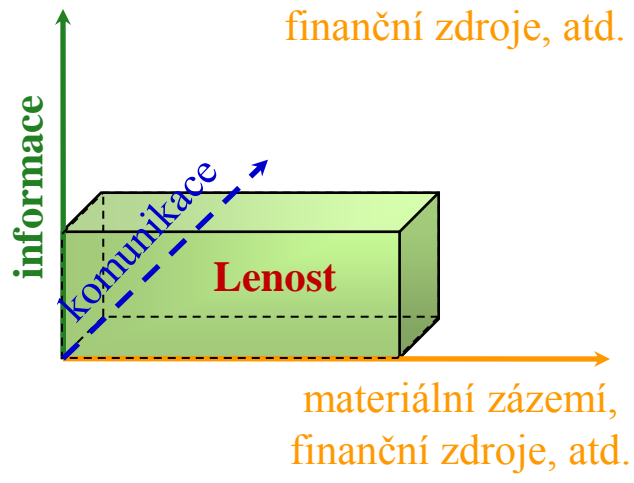 finanční zdroje, atd.
informace
komunikace
Lenost
materiální zázemí,
finanční zdroje, atd.